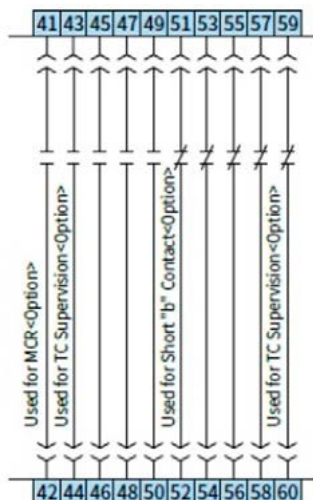 41 43 45 47 49 51 53 55 57 59
Used for MCR<Option>
Used for TC Supervision<Option>
Used for Short "b" Contact<Option>
Used for TC Supervision<Option>
42 44 46 48 50 52 54 56 58 60